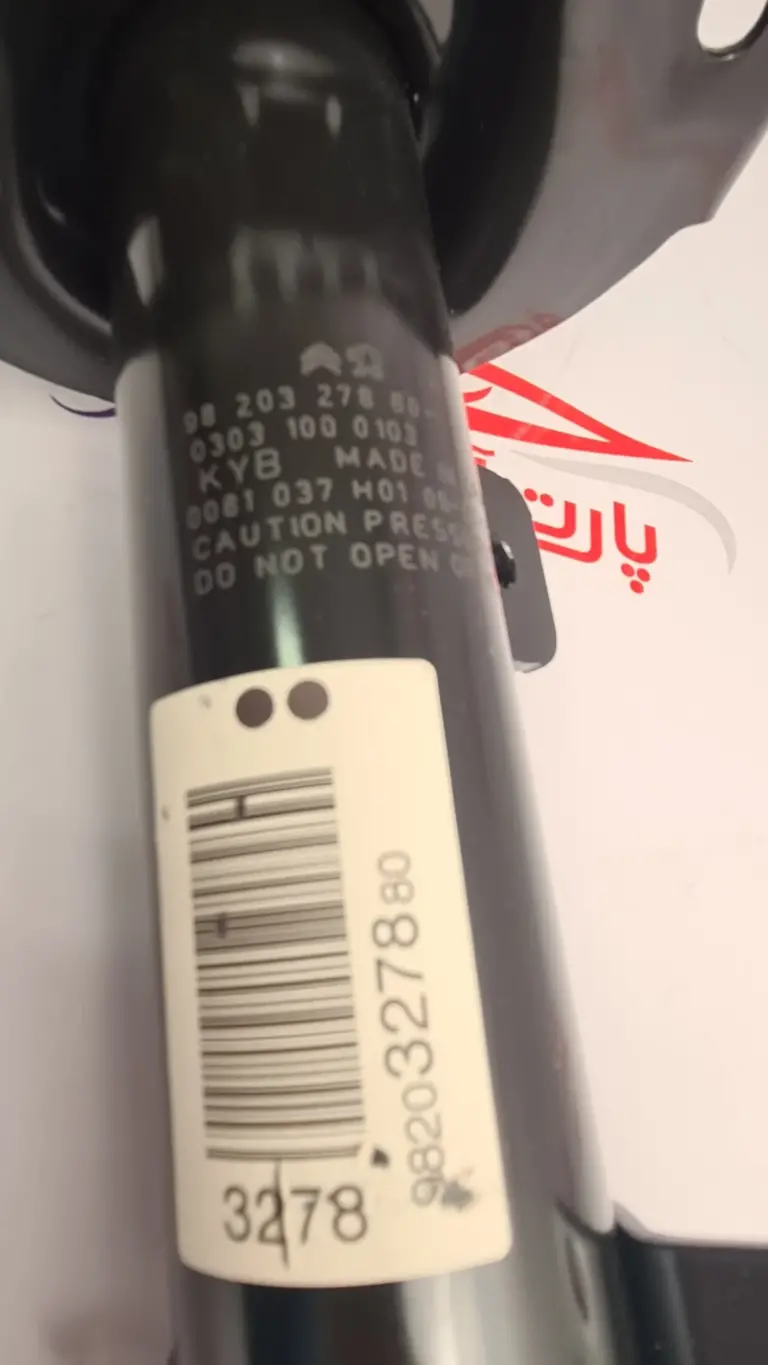 98 203 278 80-
0303 100 0103
KYB MADE
0081 037 H01
CAUTION
DO NOT OPEN
9820327880
3278
پارت